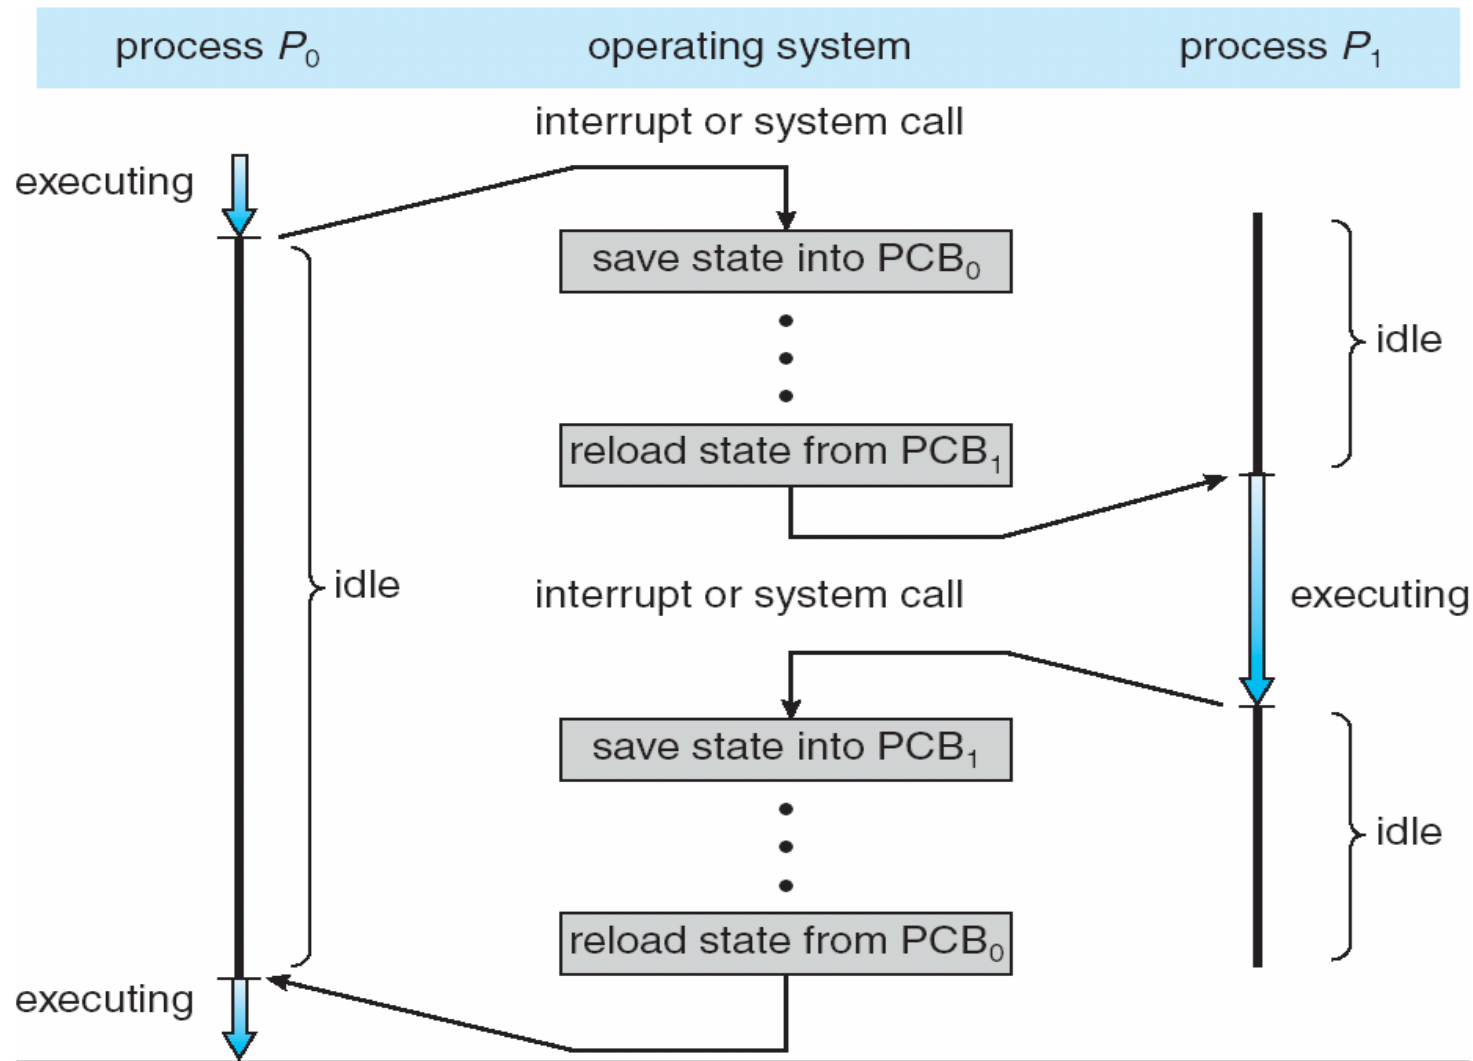 process P₀ operating system process P₁
interrupt or system call
executing
save state into PCB₀
idle
reload state from PCB₁
idle
interrupt or system call
executing
save state into PCB₁
idle
reload state from PCB₀
executing